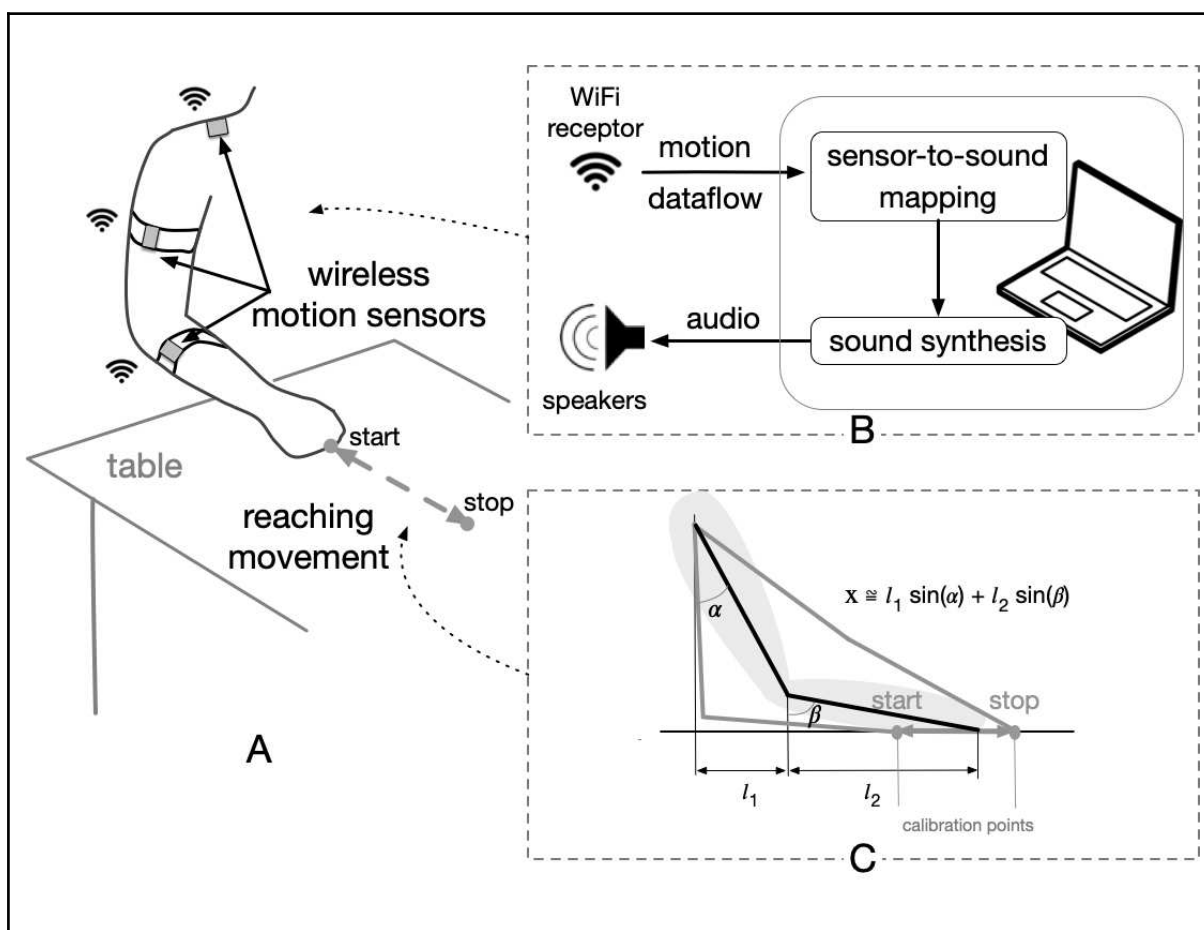 wireless
motion sensors
start
table
stop
reaching
movement
A
WiFi
receptor
motion
dataflow
sensor-to-sound
mapping
audio
sound synthesis
speakers
B
x ≅ l₁ sin(α) + l₂ sin(β)
α
start
stop
β
l₁
l₂
calibration points
C